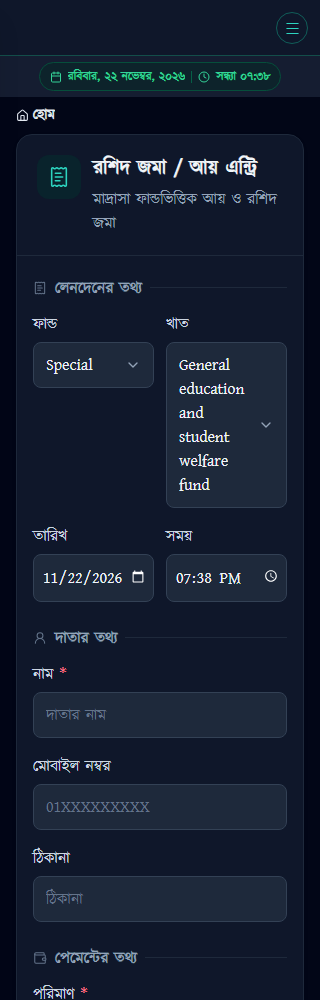 রবিবার, ২২ নভেম্বর, ২০২৬ | সন্ধ্যা ০৭:৩৮
হোম
রশিদ জমা / আয় এন্ট্রি
মাদ্রাসা ফান্ডভিত্তিক আয় ও রশিদ
জমা
লেনদেনের তথ্য
ফান্ড
খাত
Special
General
education
and
student
welfare
fund
তারিখ
সময়
11/22/2026
07:38 PM
দাতার তথ্য
নাম *
দাতার নাম
মোবাইল নম্বর
01XXXXXXXXX
ঠিকানা
ঠিকানা
পেমেন্টের তথ্য
পরিমাণ *